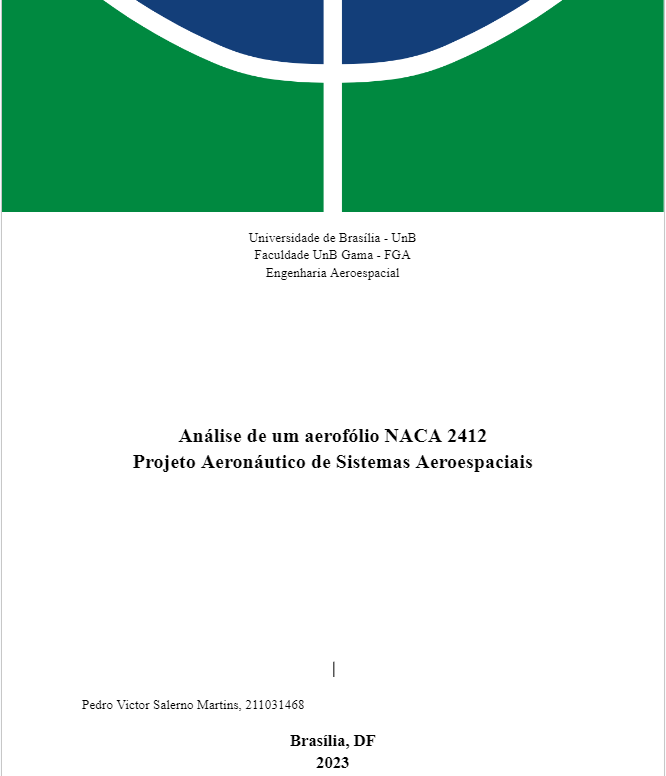 Universidade de Brasília - UnB
Faculdade UnB Gama - FGA
Engenharia Aeroespacial
Análise de um aerofólio NACA 2412
Projeto Aeronáutico de Sistemas Aeroespaciais
Pedro Victor Salerno Martins, 211031468
Brasília, DF
2023